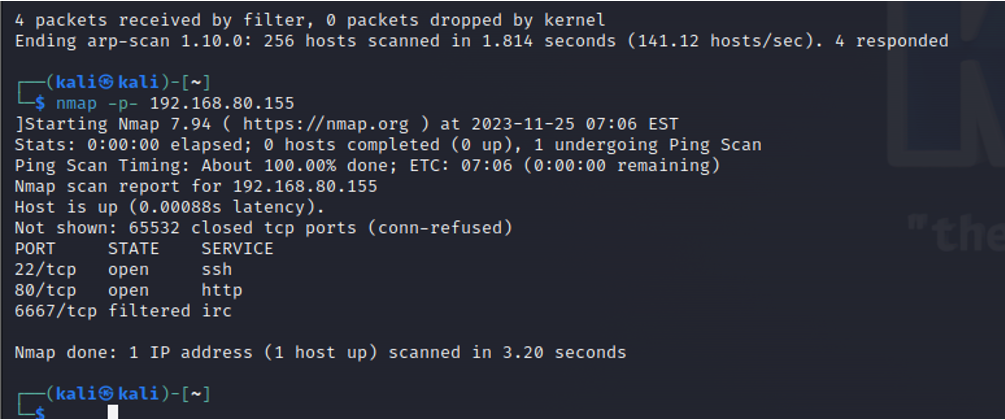 4 packets received by filter, 0 packets dropped by kernel
Ending arp-scan 1.10.0: 256 hosts scanned in 1.814 seconds (141.12 hosts/sec). 4 responded
┌──(kali㉿kali)-[~]
└─$ nmap -p- 192.168.80.155
]Starting Nmap 7.94 ( https://nmap.org ) at 2023-11-25 07:06 EST
Stats: 0:00:00 elapsed; 0 hosts completed (0 up), 1 undergoing Ping Scan
Ping Scan Timing: About 100.00% done; ETC: 07:06 (0:00:00 remaining)
Nmap scan report for 192.168.80.155
Host is up (0.00088s latency).
Not shown: 65532 closed tcp ports (conn-refused)
PORT     STATE    SERVICE
22/tcp   open     ssh
80/tcp   open     http
6667/tcp filtered irc
Nmap done: 1 IP address (1 host up) scanned in 3.20 seconds
┌──(kali㉿kali)-[~]
└─$
"the